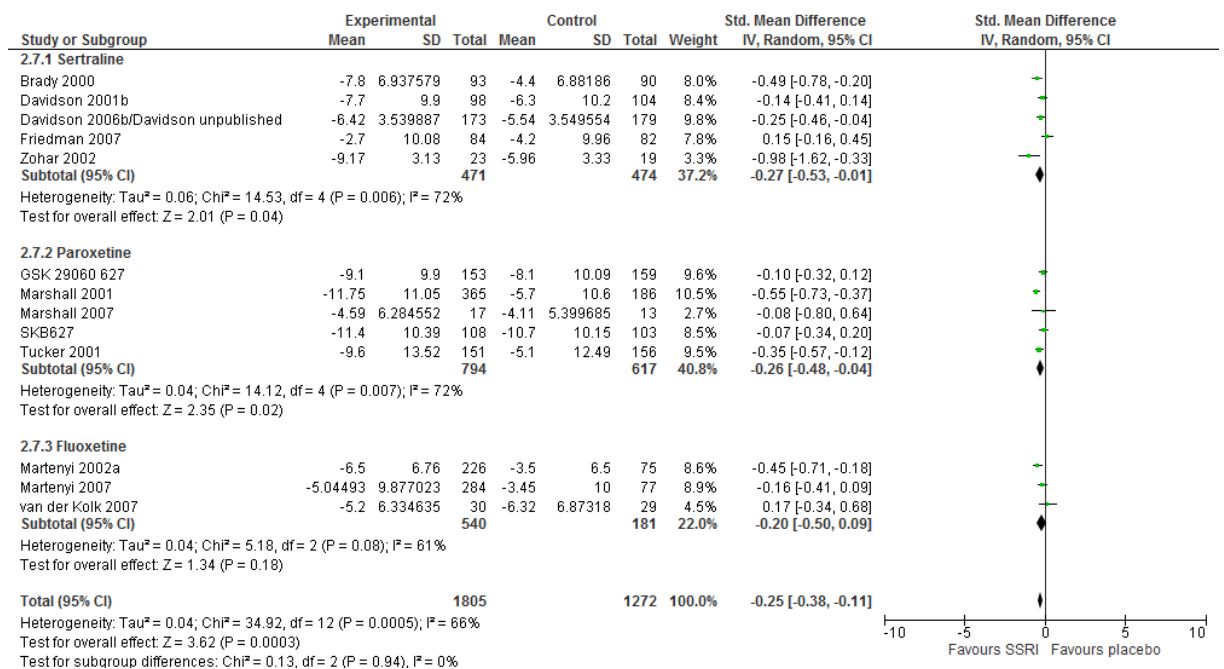 Experimental Control Std. Mean Difference Std. Mean Difference
Study or Subgroup Mean SD Total Mean SD Total Weight IV, Random, 95% CI IV, Random, 95% CI
2.7.1 Sertraline
Brady 2000 -7.8 6.937579 93 -4.4 6.88186 90 8.0% -0.49 [-0.78, -0.20]
Davidson 2001b -7.7 9.9 98 -6.3 10.2 104 8.4% -0.14 [-0.41, 0.14]
Davidson 2006b/Davidson unpublished -6.42 3.539887 173 -5.54 3.549554 179 9.8% -0.25 [-0.46, -0.04]
Friedman 2007 -2.7 10.08 84 -4.2 9.96 82 7.8% 0.15 [-0.16, 0.45]
Zohar 2002 -9.17 3.13 23 -5.96 3.33 19 3.3% -0.98 [-1.62, -0.33]
Subtotal (95% CI) 471 474 37.2% -0.27 [-0.53, -0.01]
Heterogeneity: Tau² = 0.06; Chi² = 14.53, df = 4 (P = 0.006); I² = 72%
Test for overall effect: Z = 2.01 (P = 0.04)
2.7.2 Paroxetine
GSK 29060 627 -9.1 9.9 153 -8.1 10.09 159 9.6% -0.10 [-0.32, 0.12]
Marshall 2001 -11.75 11.05 365 -5.7 10.6 186 10.5% -0.55 [-0.73, -0.37]
Marshall 2007 -4.59 6.284552 17 -4.11 5.399685 13 2.7% -0.08 [-0.80, 0.64]
SKB627 -11.4 10.39 108 -10.7 10.15 103 8.5% -0.07 [-0.34, 0.20]
Tucker 2001 -9.6 13.52 151 -5.1 12.49 156 9.5% -0.35 [-0.57, -0.12]
Subtotal (95% CI) 794 617 40.8% -0.26 [-0.48, -0.04]
Heterogeneity: Tau² = 0.04; Chi² = 14.12, df = 4 (P = 0.007); I² = 72%
Test for overall effect: Z = 2.35 (P = 0.02)
2.7.3 Fluoxetine
Martenyi 2002a -6.5 6.76 226 -3.5 6.5 75 8.6% -0.45 [-0.71, -0.18]
Martenyi 2007 -5.04493 9.877023 284 -3.45 10 77 8.9% -0.16 [-0.41, 0.09]
van der Kolk 2007 -5.2 6.334635 30 -6.32 6.87318 29 4.5% 0.17 [-0.34, 0.68]
Subtotal (95% CI) 540 181 22.0% -0.20 [-0.50, 0.09]
Heterogeneity: Tau² = 0.04; Chi² = 5.18, df = 2 (P = 0.08); I² = 61%
Test for overall effect: Z = 1.34 (P = 0.18)
Total (95% CI) 1805 1272 100.0% -0.25 [-0.38, -0.11]
Heterogeneity: Tau² = 0.04; Chi² = 34.92, df = 12 (P = 0.0005); I² = 66%
Test for overall effect: Z = 3.62 (P = 0.0003)
Test for subgroup differences: Chi² = 0.13, df = 2 (P = 0.94), I² = 0%
-10 -5 0 5 10
Favours SSRI Favours placebo